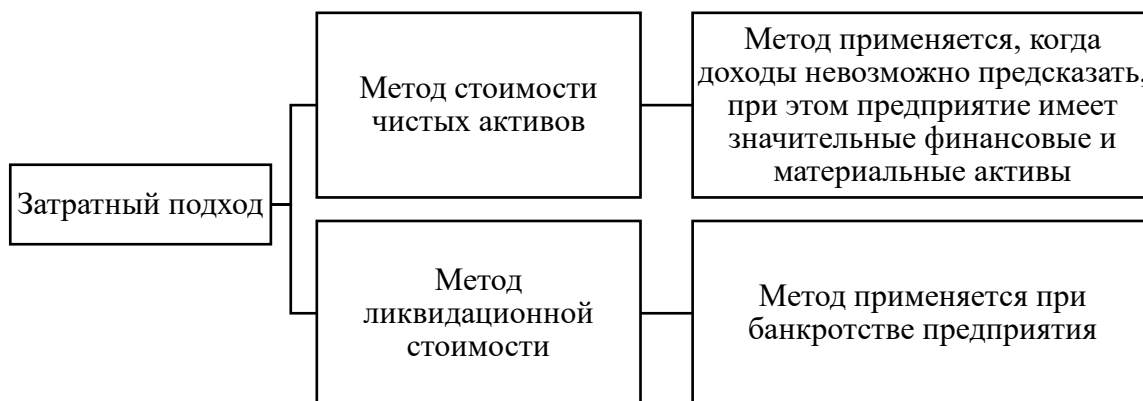 Затратный подход
Метод стоимости
чистых активов
Метод применяется, когда
доходы невозможно предсказать,
при этом предприятие имеет
значительные финансовые и
материальные активы
Метод
ликвидационной
стоимости
Метод применяется при
банкротстве предприятия